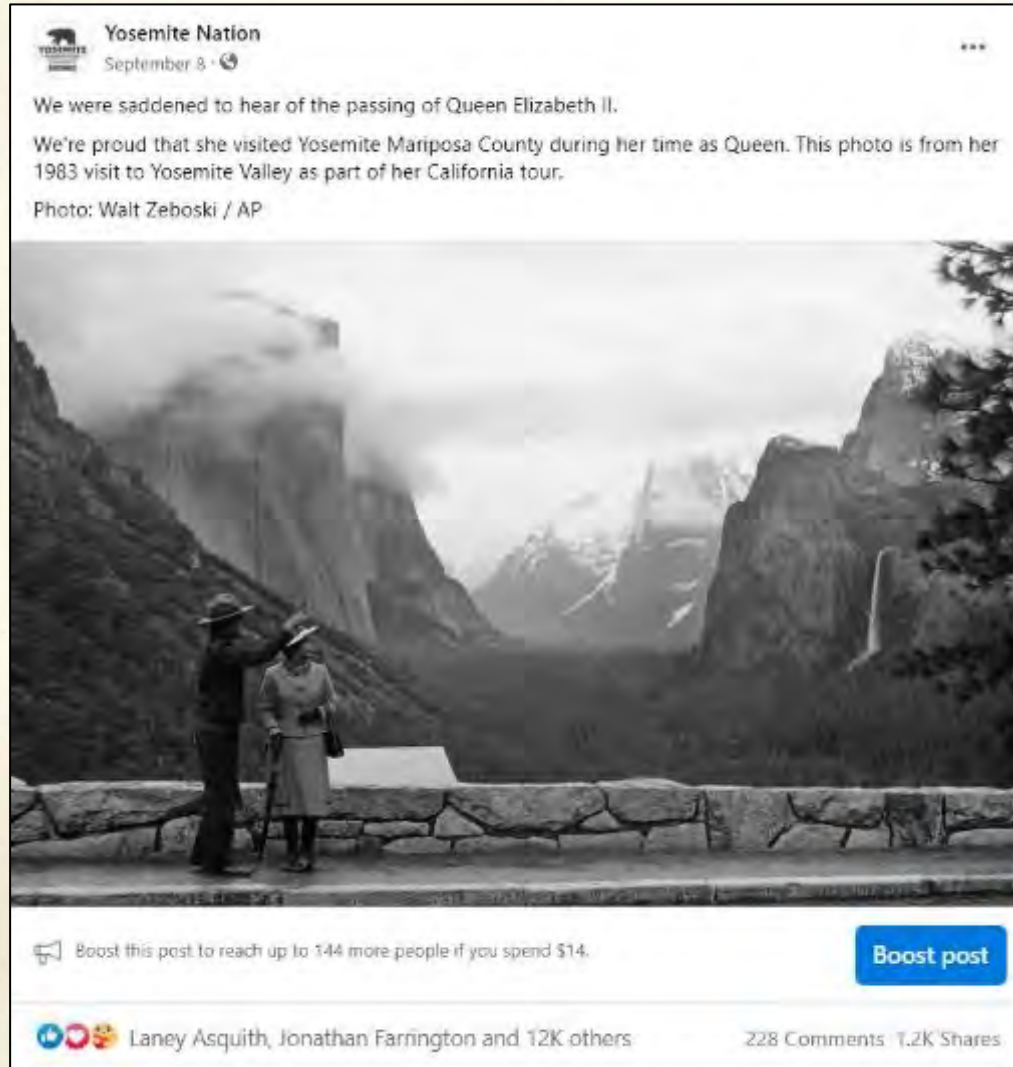 Yosemite Nation
September 8 ·
We were saddened to hear of the passing of Queen Elizabeth II.
We're proud that she visited Yosemite Mariposa County during her time as Queen. This photo is from her
1983 visit to Yosemite Valley as part of her California tour.
Photo: Walt Zeboski / AP
Boost this post to reach up to 144 more people if you spend $14.
Boost post
Laney Asquith, Jonathan Farrington and 12K others
228 Comments 1.2K Shares